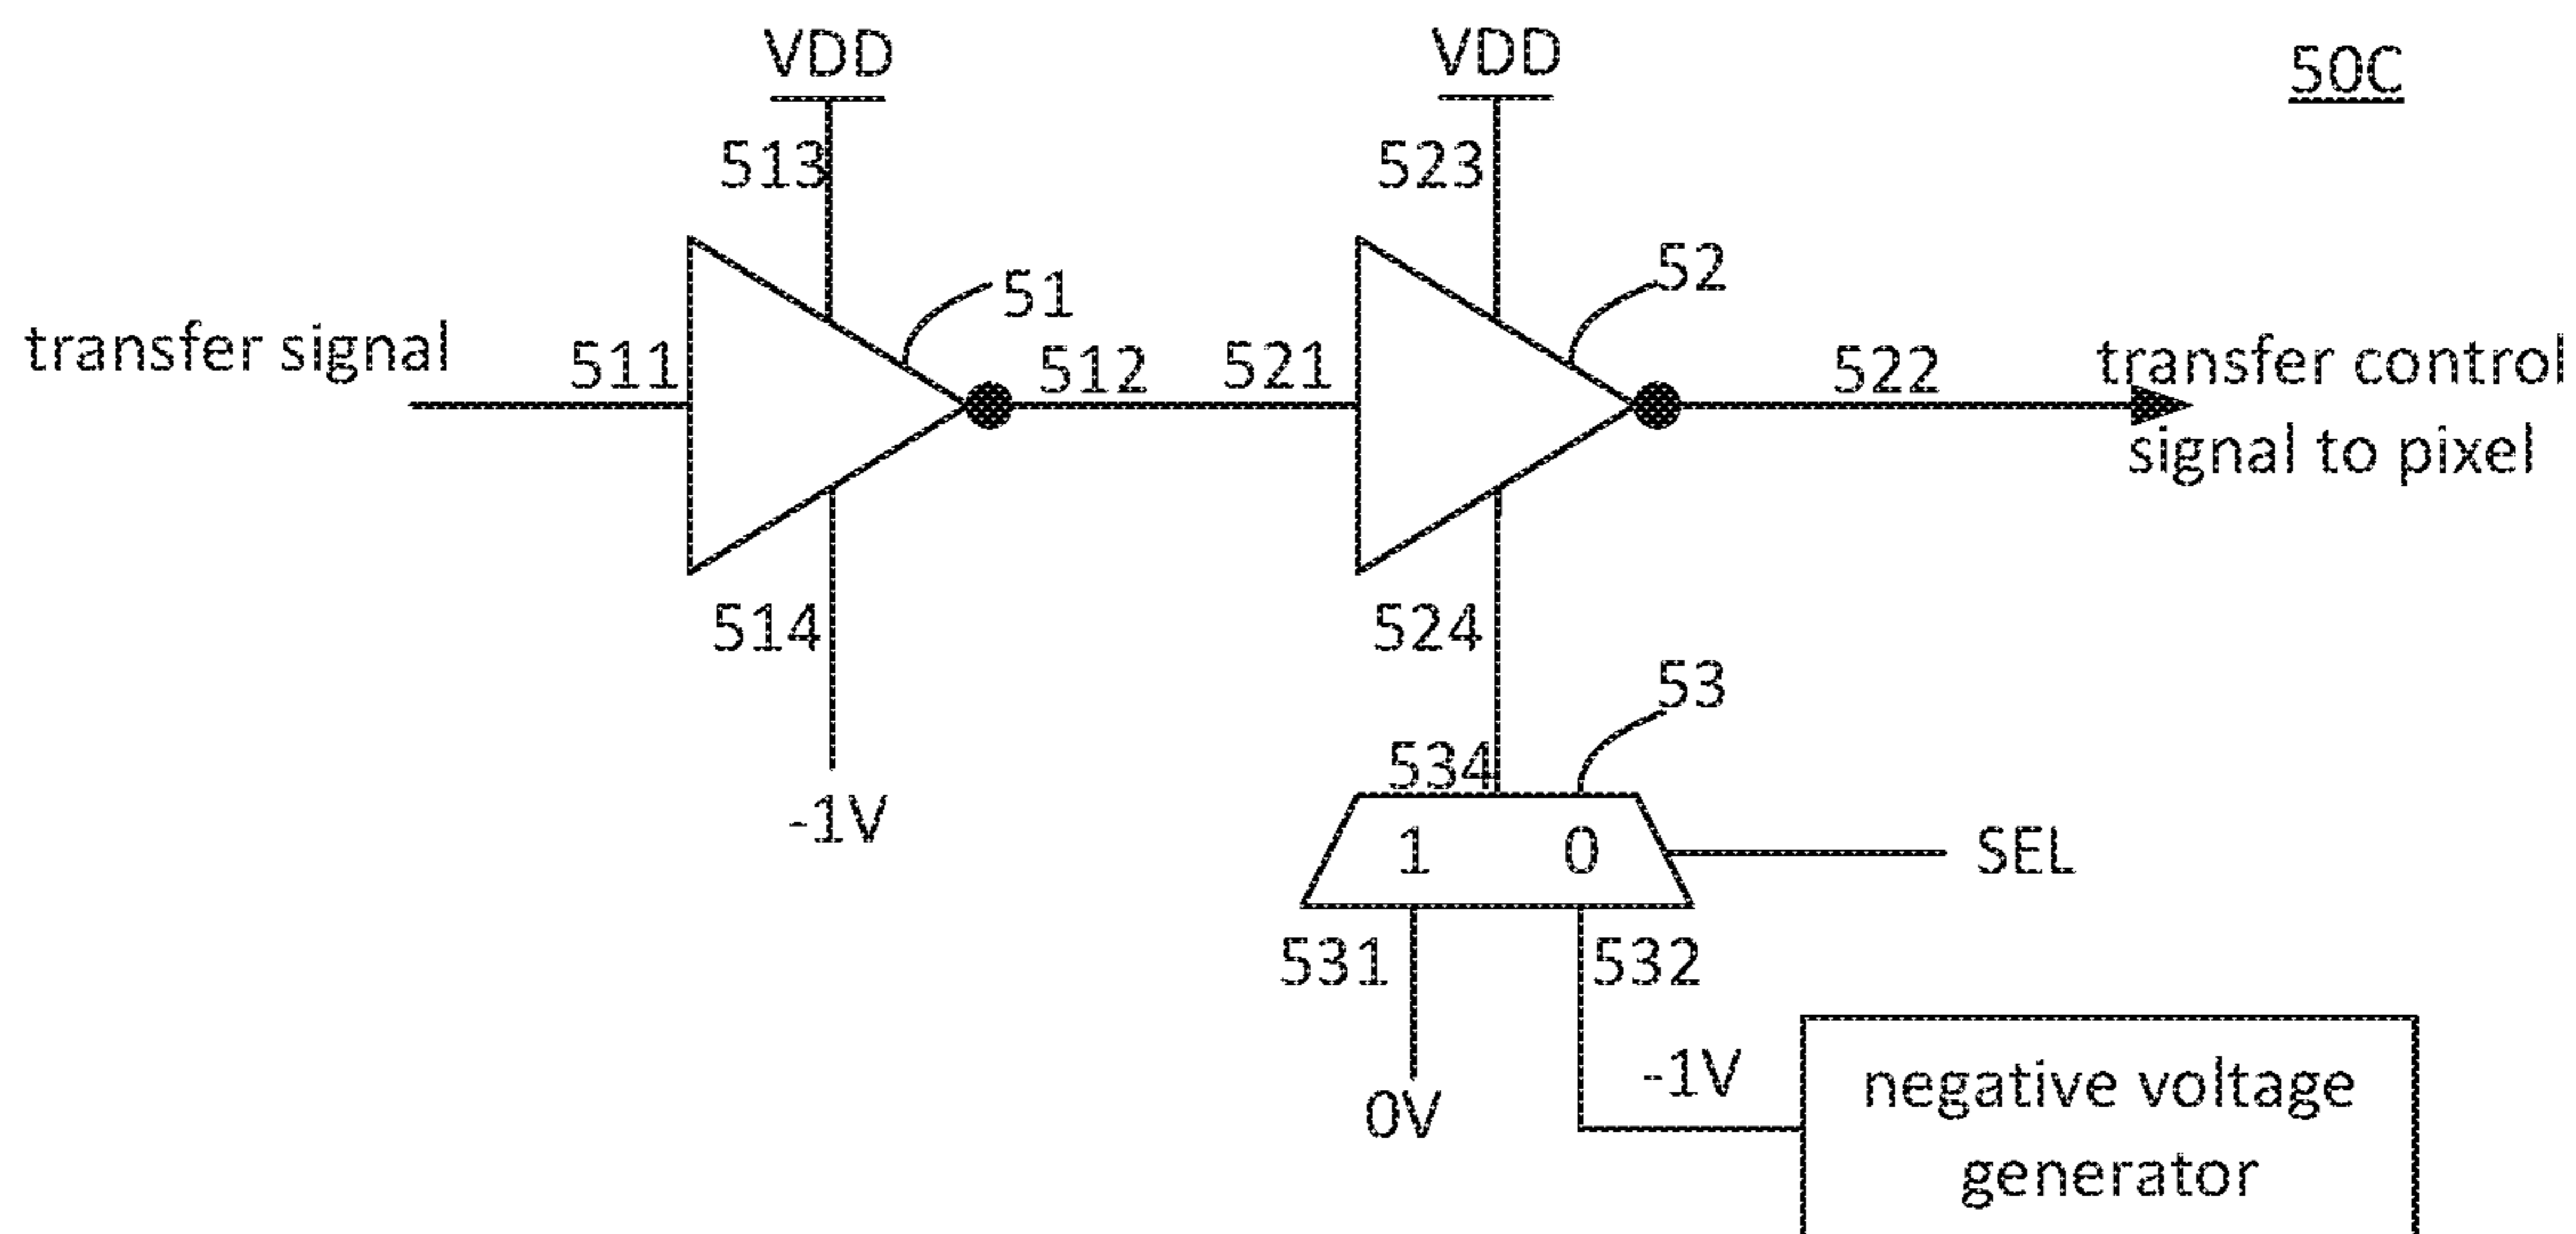 VDD
VDD
50C
513
523
51
52
transfer signal
511
512
521
522
transfer control
signal to pixel
514
524
53
-1V
534
1
0
SEL
531
532
0V
-1V
negative voltage
generator